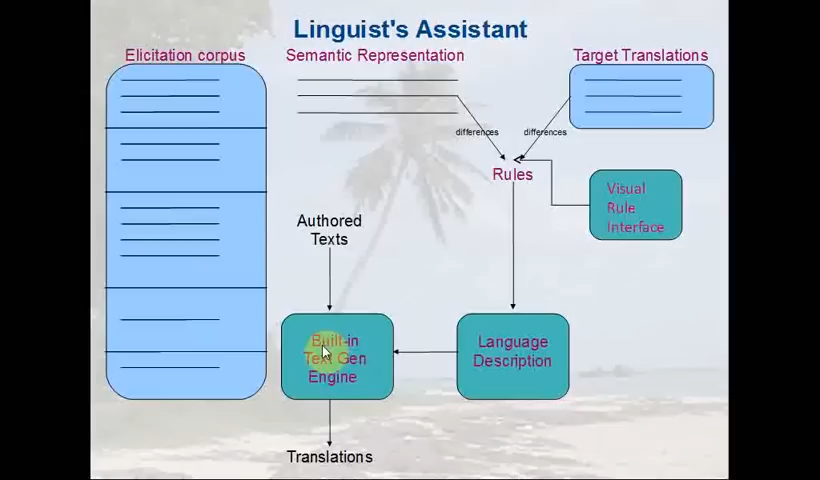 Linguist's Assistant
Elicitation corpus
Semantic Representation
Target Translations
differences
differences
Rules
Visual
Rule
Interface
Authored
Texts
Built-in
Text Gen
Engine
Language
Description
Translations